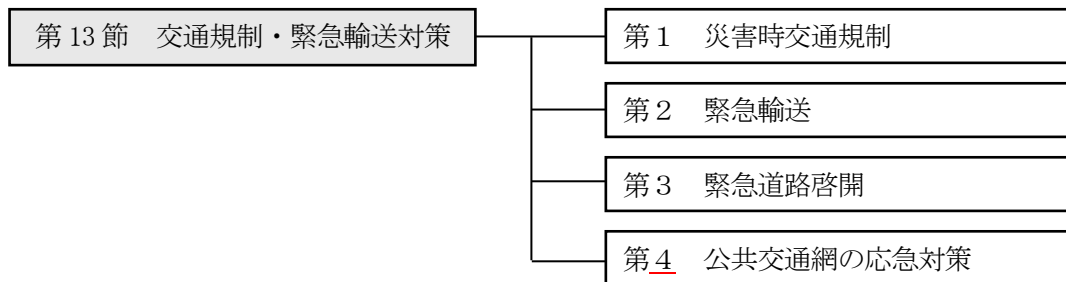 第13節　交通規制・緊急輸送対策
第１　災害時交通規制
第２　緊急輸送
第３　緊急道路啓開
第４　公共交通網の応急対策